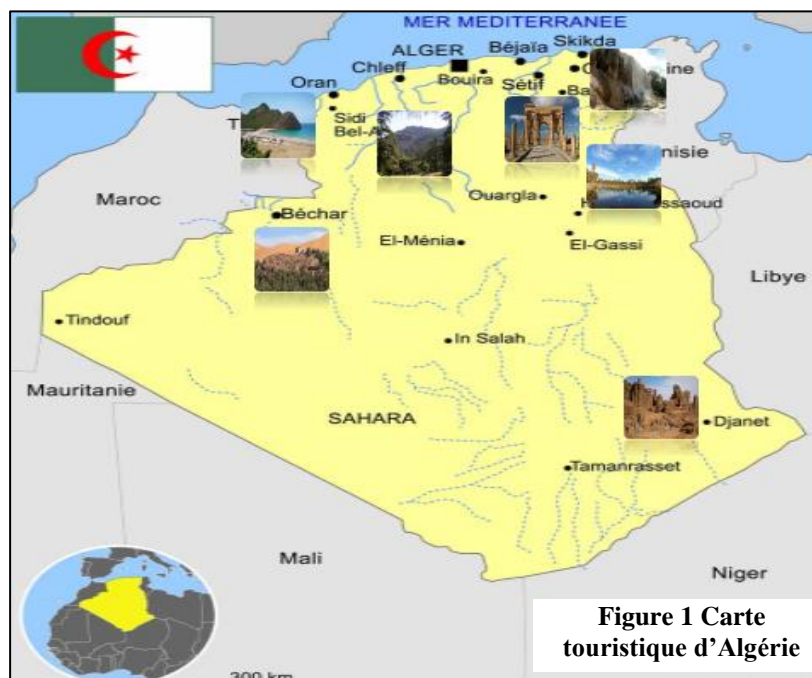 MER MEDITERRANEE
Skikda
Béjaïa
ALGER
Chleff
Bouira
Sétif
Oran
Sidi
Maroc
Ouargla
Béchar
El-Ménia
El-Gassi
Libye
Tindouf
In Salah
Mauritanie
SAHARA
Djanet
Tamanrasset
Mali
Niger
Figure 1 Carte
touristique d’Algérie